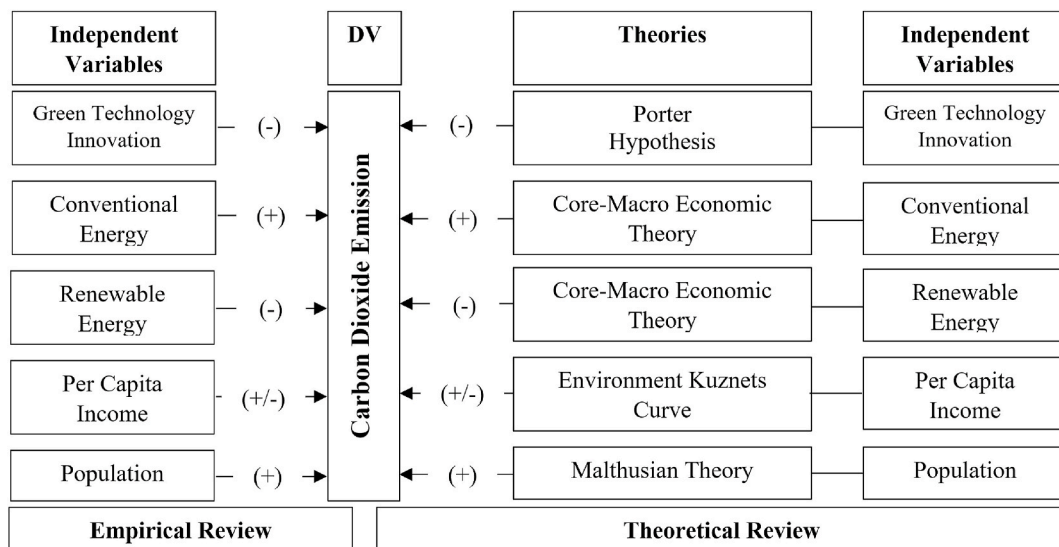 Independent
Variables
DV
Theories
Independent
Variables
Green Technology
Innovation
(-)
Carbon Dioxide Emission
(-)
Porter
Hypothesis
Green Technology
Innovation
Conventional
Energy
(+)
(+)
Core-Macro Economic
Theory
Conventional
Energy
Renewable
Energy
(-)
(-)
Core-Macro Economic
Theory
Renewable
Energy
Per Capita
Income
(+/-)
(+/-)
Environment Kuznets
Curve
Per Capita
Income
Population
(+)
(+)
Malthusian Theory
Population
Empirical Review
Theoretical Review